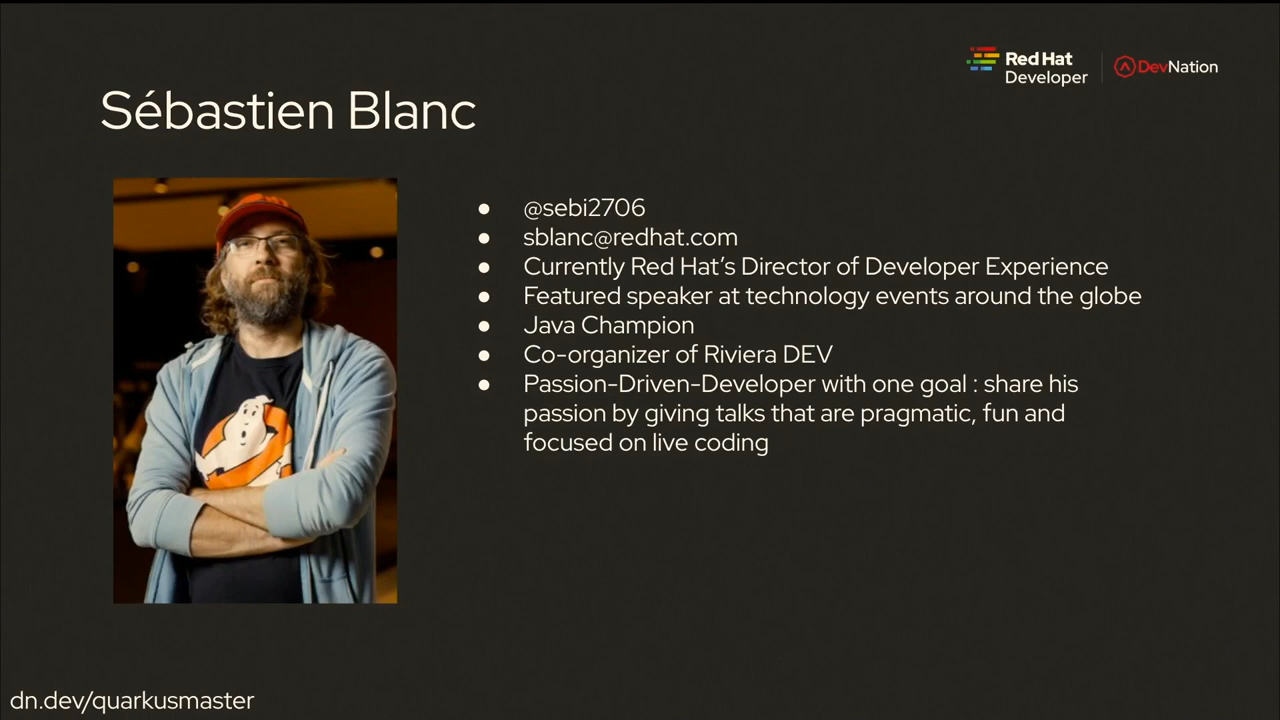 Red Hat
Developer
DevNation
Sébastien Blanc
● @sebi2706
● sblanc@redhat.com
● Currently Red Hat’s Director of Developer Experience
● Featured speaker at technology events around the globe
● Java Champion
● Co-organizer of Riviera DEV
● Passion-Driven-Developer with one goal : share his
passion by giving talks that are pragmatic, fun and
focused on live coding
dn.dev/quarkusmaster